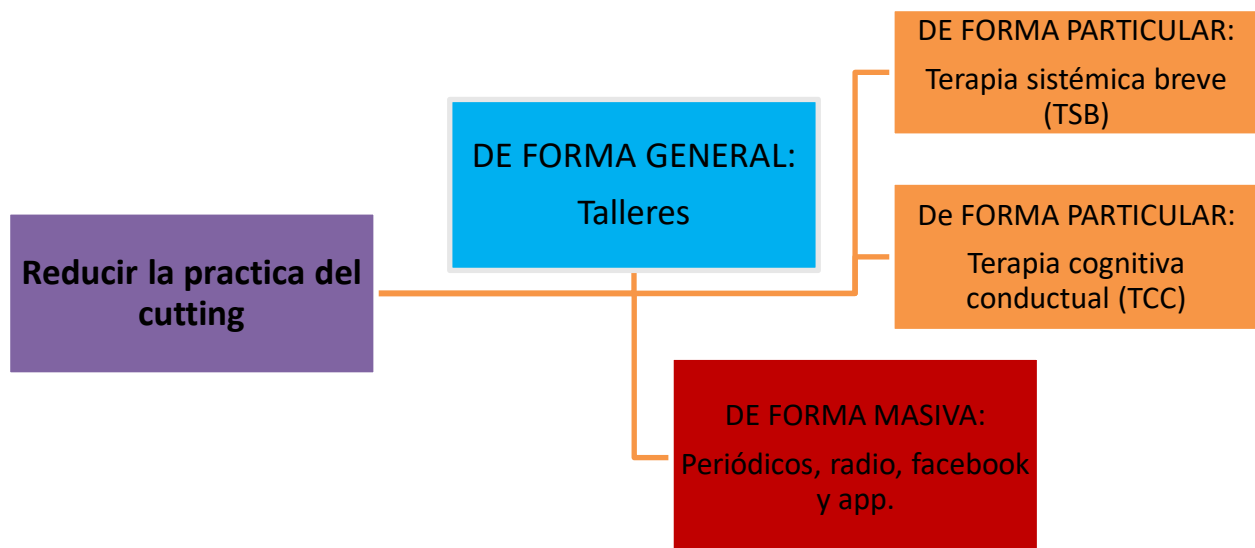 Reducir la practica del
cutting
DE FORMA GENERAL:
Talleres
DE FORMA PARTICULAR:
Terapia sistémica breve
(TSB)
De FORMA PARTICULAR:
Terapia cognitiva
conductual (TCC)
DE FORMA MASIVA:
Periódicos, radio, facebook
y app.